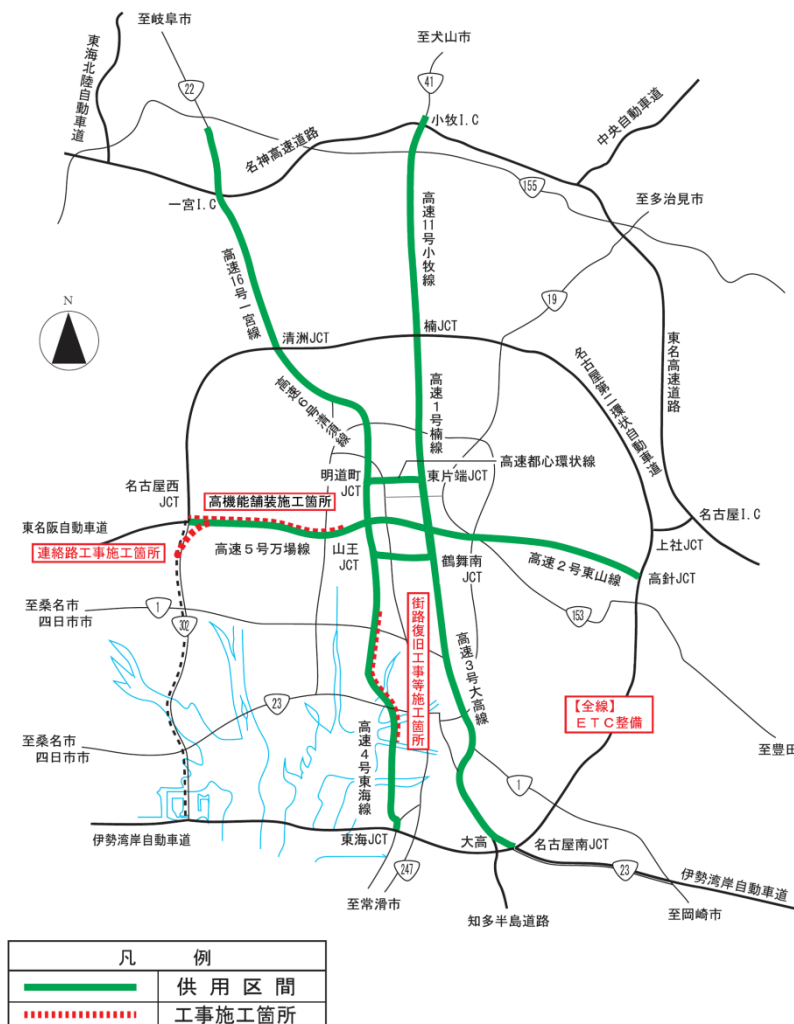 至岐阜市
至犬山市
東海北陸自動車道
22
41
小牧I.C
中央自動車道
名神高速道路
155
一宮I.C
至多治見市
高速11号小牧線
高速16号一宮線
19
N
清洲JCT
楠JCT
東名高速道路
名古屋第二環状自動車道
高速6号清須線
高速1号楠線
明道町
JCT
東片端JCT
高速都心環状線
名古屋西
JCT
高機能舗装施工箇所
東名阪自動車道
名古屋I.C
連絡路工事施工箇所
高速5号万場線
山王
JCT
鶴舞南
JCT
上社JCT
高速2号東山線
高針JCT
至桑名市
四日市市
1
302
153
街路復旧工事等施工箇所
高速3号大高線
23
【全線】
ETC整備
至桑名市
四日市市
高速4号東海線
至豊田
1
伊勢湾岸自動車道
東海JCT
大高
名古屋南JCT
247
23
伊勢湾岸自動車道
至常滑市
知多半島道路
至岡崎市
凡例
供用区間
工事施工箇所